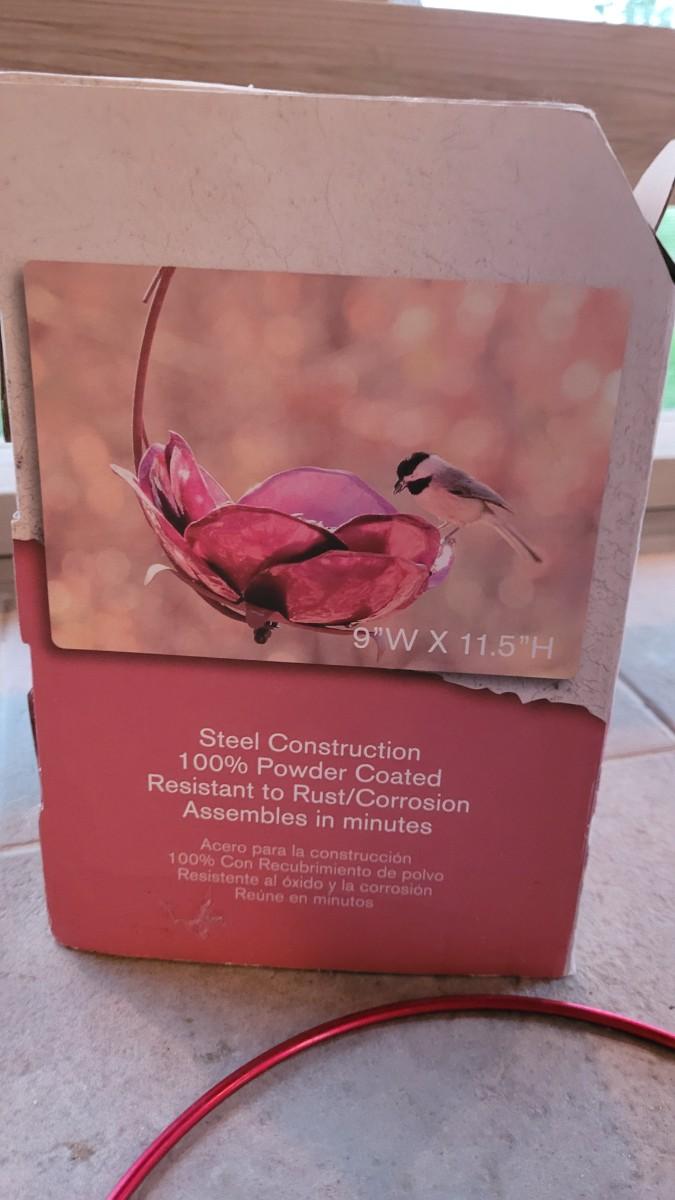 9"W X 11.5"H
Steel Construction
100% Powder Coated
Resistant to Rust/Corrosion
Assembles in minutes
Acero para la construcción
100% Con Recubrimiento de polvo
Resistente al óxido y la corrosión
Reúne en minutos